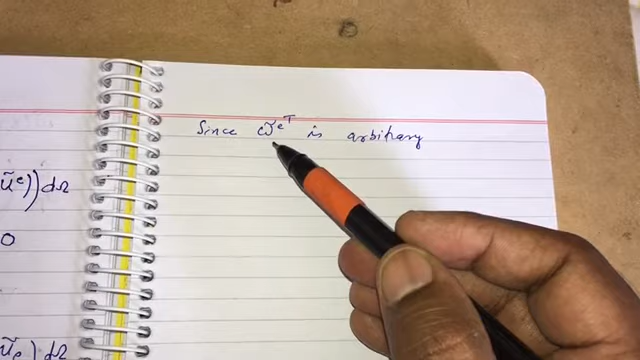 Since ω̃ᵉᵀ is arbitrary
ũᵉ)) dΩ
0
ũₑ) dΩ